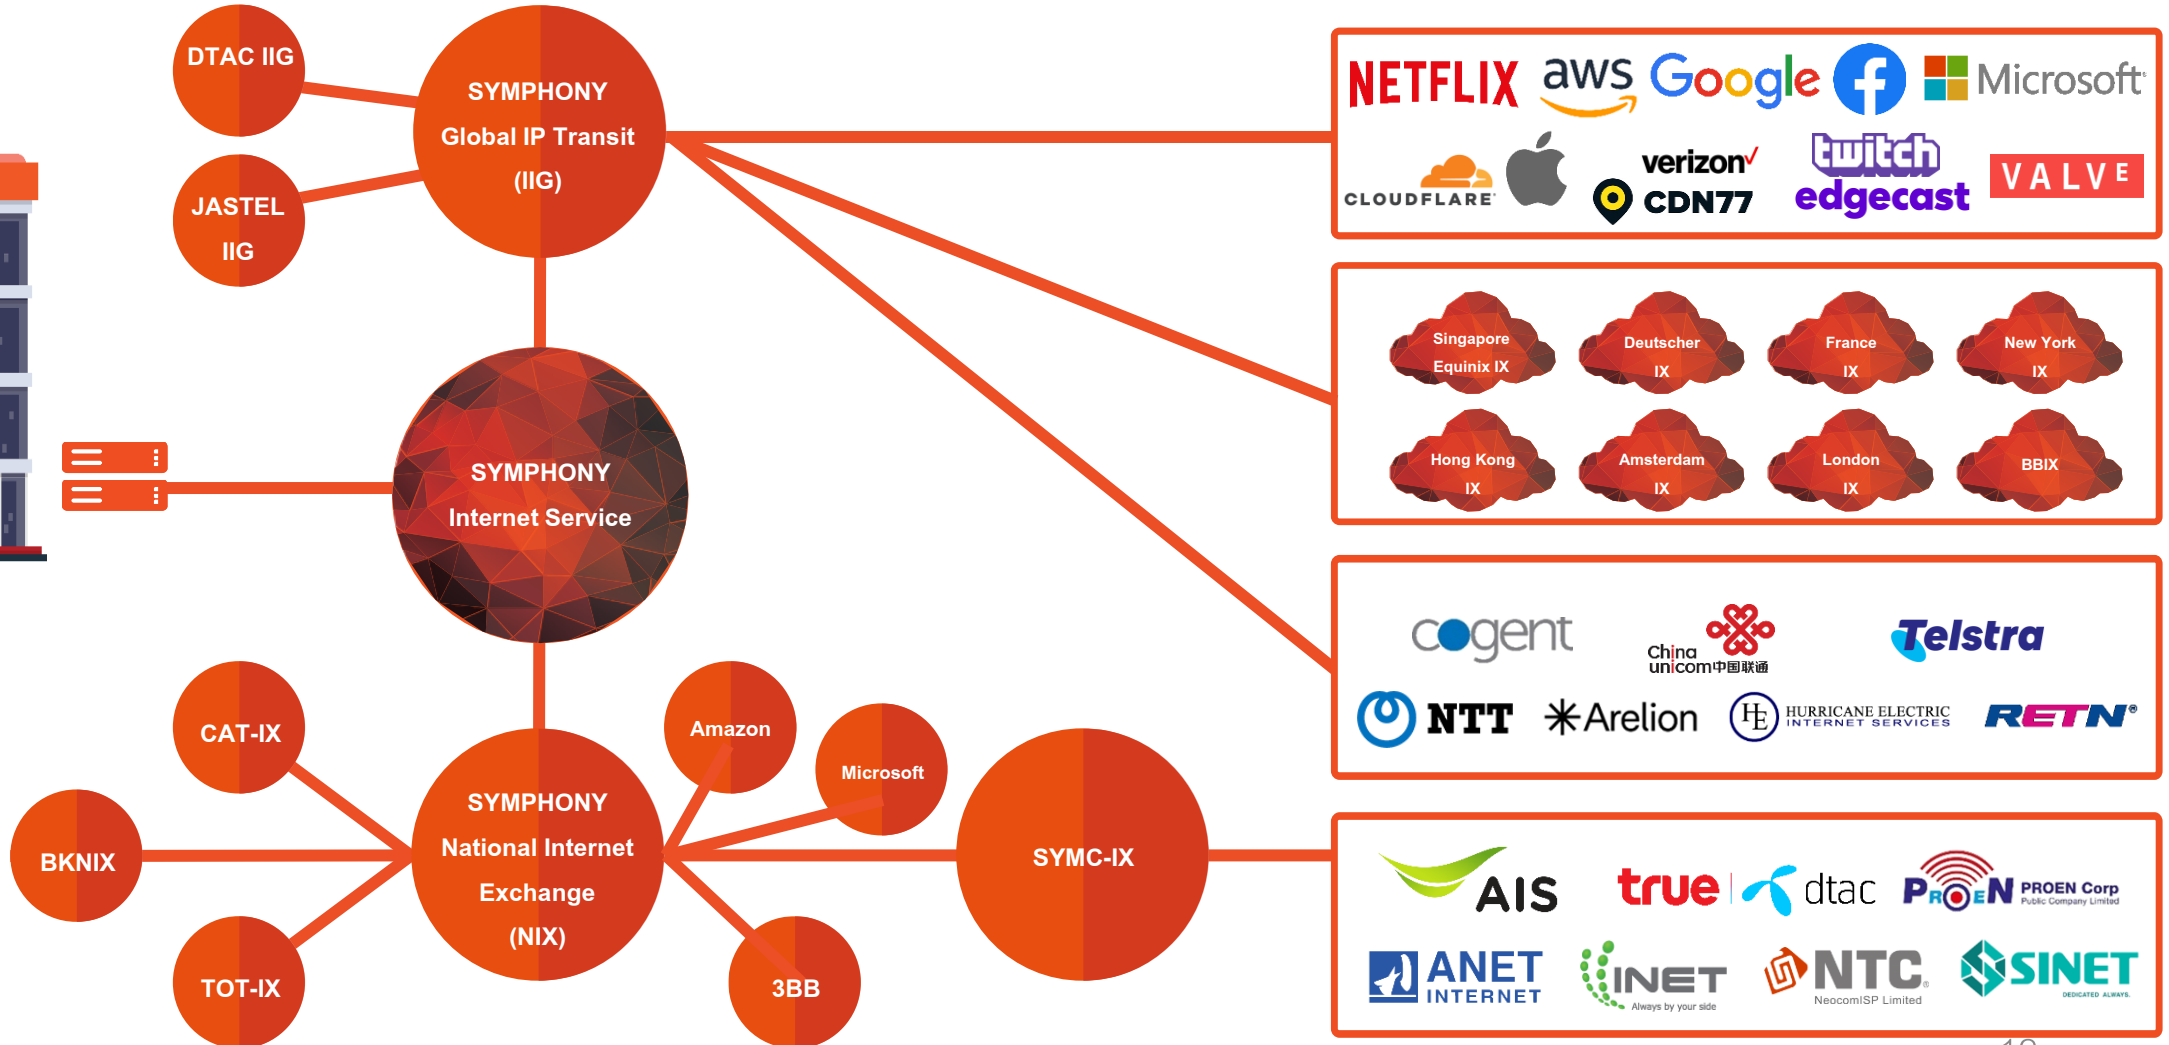 DTAC IIG
JASTEL
IIG
SYMPHONY
Global IP Transit
(IIG)
NETFLIX
aws
Google
Microsoft
CLOUDFLARE
verizon
CDN77
twitch
edgecast
VALVE
Singapore
Equinix IX
Deutscher
IX
France
IX
New York
IX
Hong Kong
IX
Amsterdam
IX
London
IX
BBIX
SYMPHONY
Internet Service
cogent
China
unicom中国联通
Telstra
NTT
Arelion
HE
HURRICANE ELECTRIC
INTERNET SERVICES
RETN®
CAT-IX
BKNIX
TOT-IX
SYMPHONY
National Internet
Exchange
(NIX)
Amazon
Microsoft
3BB
SYMC-IX
AIS
true
dtac
PROEN
PROEN Corp
Public Company Limited
ANET
INTERNET
INET
Always by your side
NTC
NeocomISP Limited
SINET
DEDICATED ALWAYS.